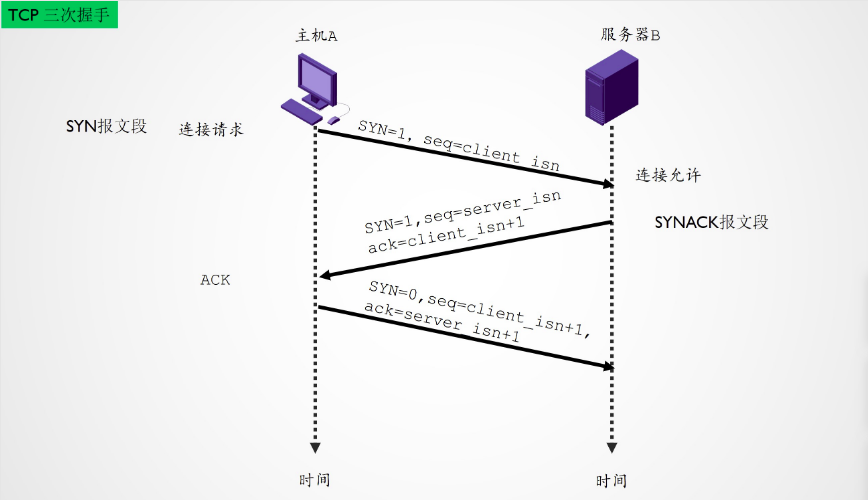 TCP 三次握手
主机A
服务器B
SYN报文段
连接请求
SYN=1, seq=client_isn
连接允许
SYN=1,seq=server_isn
ack=client_isn+1
SYNACK报文段
ACK
SYN=0,seq=client_isn+1,
ack=server_isn+1
时间
时间